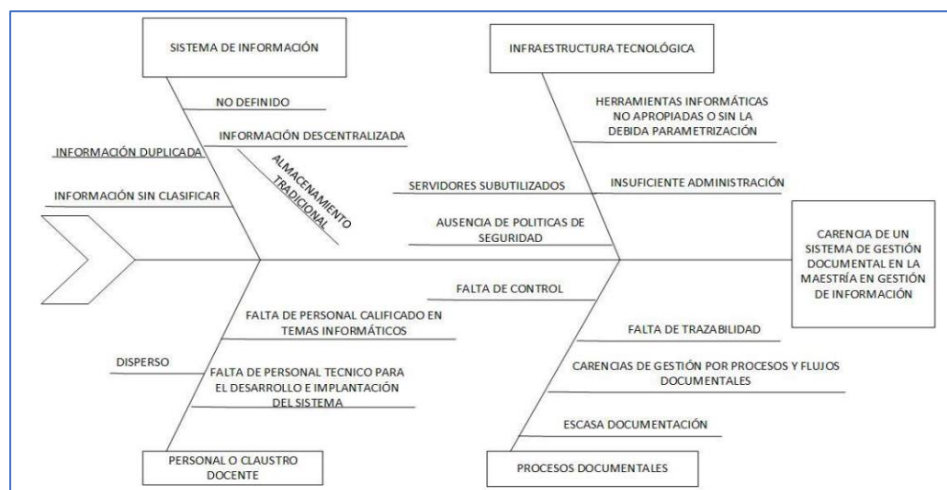 SISTEMA DE INFORMACIÓN
INFRAESTRUCTURA TECNOLÓGICA
NO DEFINIDO
INFORMACIÓN DESCENTRALIZADA
INFORMACIÓN DUPLICADA
INFORMACIÓN SIN CLASIFICAR
ALMACENAMIENTO
TRADICIONAL
HERRAMIENTAS INFORMÁTICAS
NO APROPIADAS O SIN LA
DEBIDA PARAMETRIZACIÓN
SERVIDORES SUBUTILIZADOS
INSUFICIENTE ADMINISTRACIÓN
AUSENCIA DE POLITICAS DE
SEGURIDAD
CARENCIA DE UN
SISTEMA DE GESTIÓN
DOCUMENTAL EN LA
MAESTRÍA EN GESTIÓN
DE INFORMACIÓN
FALTA DE PERSONAL CALIFICADO EN
TEMAS INFORMÁTICOS
DISPERSO
FALTA DE PERSONAL TECNICO PARA
EL DESARROLLO E IMPLANTACIÓN
DEL SISTEMA
FALTA DE CONTROL
FALTA DE TRAZABILIDAD
CARENCIAS DE GESTIÓN POR PROCESOS Y FLUJOS
DOCUMENTALES
ESCASA DOCUMENTACIÓN
PERSONAL O CLAUSTRO
DOCENTE
PROCESOS DOCUMENTALES